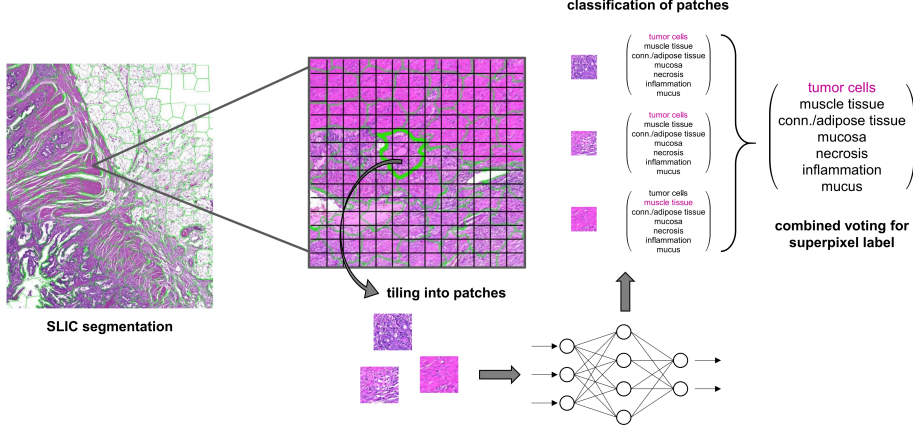 classification of patches
tumor cells
muscle tissue
conn./adipose tissue
mucosa
necrosis
inflammation
mucus
tumor cells
muscle tissue
conn./adipose tissue
mucosa
necrosis
inflammation
mucus
tumor cells
muscle tissue
conn./adipose tissue
mucosa
necrosis
inflammation
mucus
tumor cells
muscle tissue
conn./adipose tissue
mucosa
necrosis
inflammation
mucus
combined voting for
superpixel label
tiling into patches
SLIC segmentation